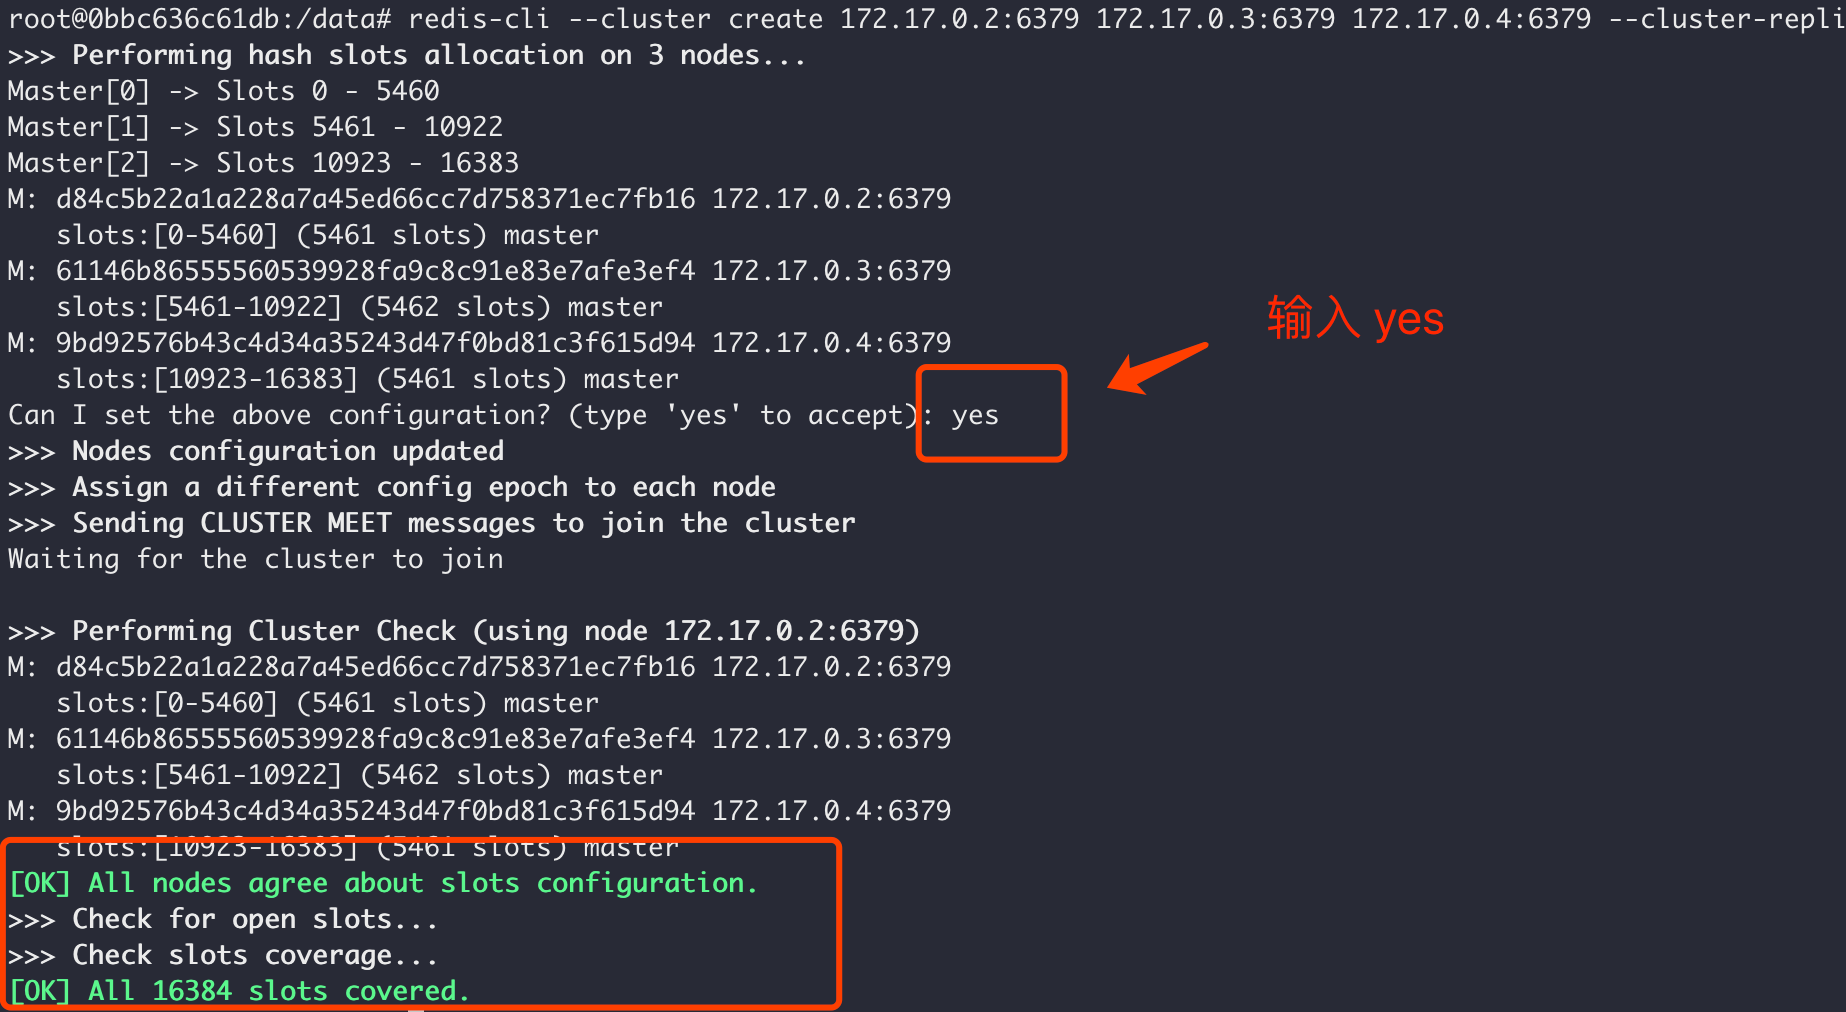 root@0bbc636c61db:/data# redis-cli --cluster create 172.17.0.2:6379 172.17.0.3:6379 172.17.0.4:6379 --cluster-repli
>>> Performing hash slots allocation on 3 nodes...
Master[0] -> Slots 0 - 5460
Master[1] -> Slots 5461 - 10922
Master[2] -> Slots 10923 - 16383
M: d84c5b22a1a228a7a45ed66cc7d758371ec7fb16 172.17.0.2:6379
   slots:[0-5460] (5461 slots) master
M: 61146b86555560539928fa9c8c91e83e7afe3ef4 172.17.0.3:6379
   slots:[5461-10922] (5462 slots) master
输入 yes
M: 9bd92576b43c4d34a35243d47f0bd81c3f615d94 172.17.0.4:6379
   slots:[10923-16383] (5461 slots) master
Can I set the above configuration? (type 'yes' to accept): yes
>>> Nodes configuration updated
>>> Assign a different config epoch to each node
>>> Sending CLUSTER MEET messages to join the cluster
Waiting for the cluster to join
>>> Performing Cluster Check (using node 172.17.0.2:6379)
M: d84c5b22a1a228a7a45ed66cc7d758371ec7fb16 172.17.0.2:6379
   slots:[0-5460] (5461 slots) master
M: 61146b86555560539928fa9c8c91e83e7afe3ef4 172.17.0.3:6379
   slots:[5461-10922] (5462 slots) master
M: 9bd92576b43c4d34a35243d47f0bd81c3f615d94 172.17.0.4:6379
   slots:[10923-16383] (5461 slots) master
[OK] All nodes agree about slots configuration.
>>> Check for open slots...
>>> Check slots coverage...
[OK] All 16384 slots covered.